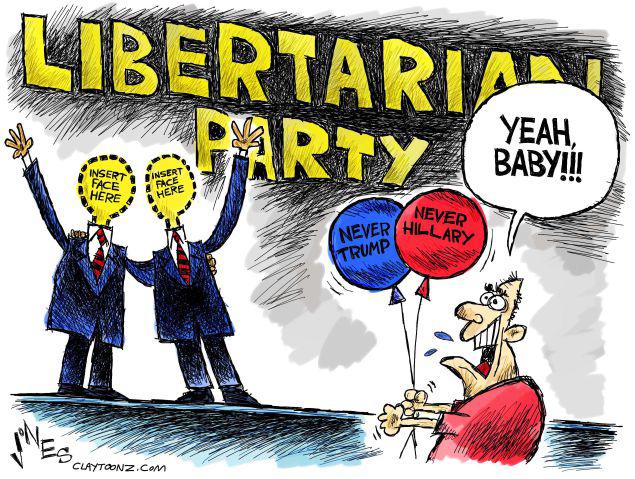 LIBERTARIAN
PARTY
YEAH,
BABY!!!
INSERT
FACE
HERE
INSERT
FACE
HERE
NEVER
TRUMP
NEVER
HILLARY
JONES
CLAYTOONZ.COM